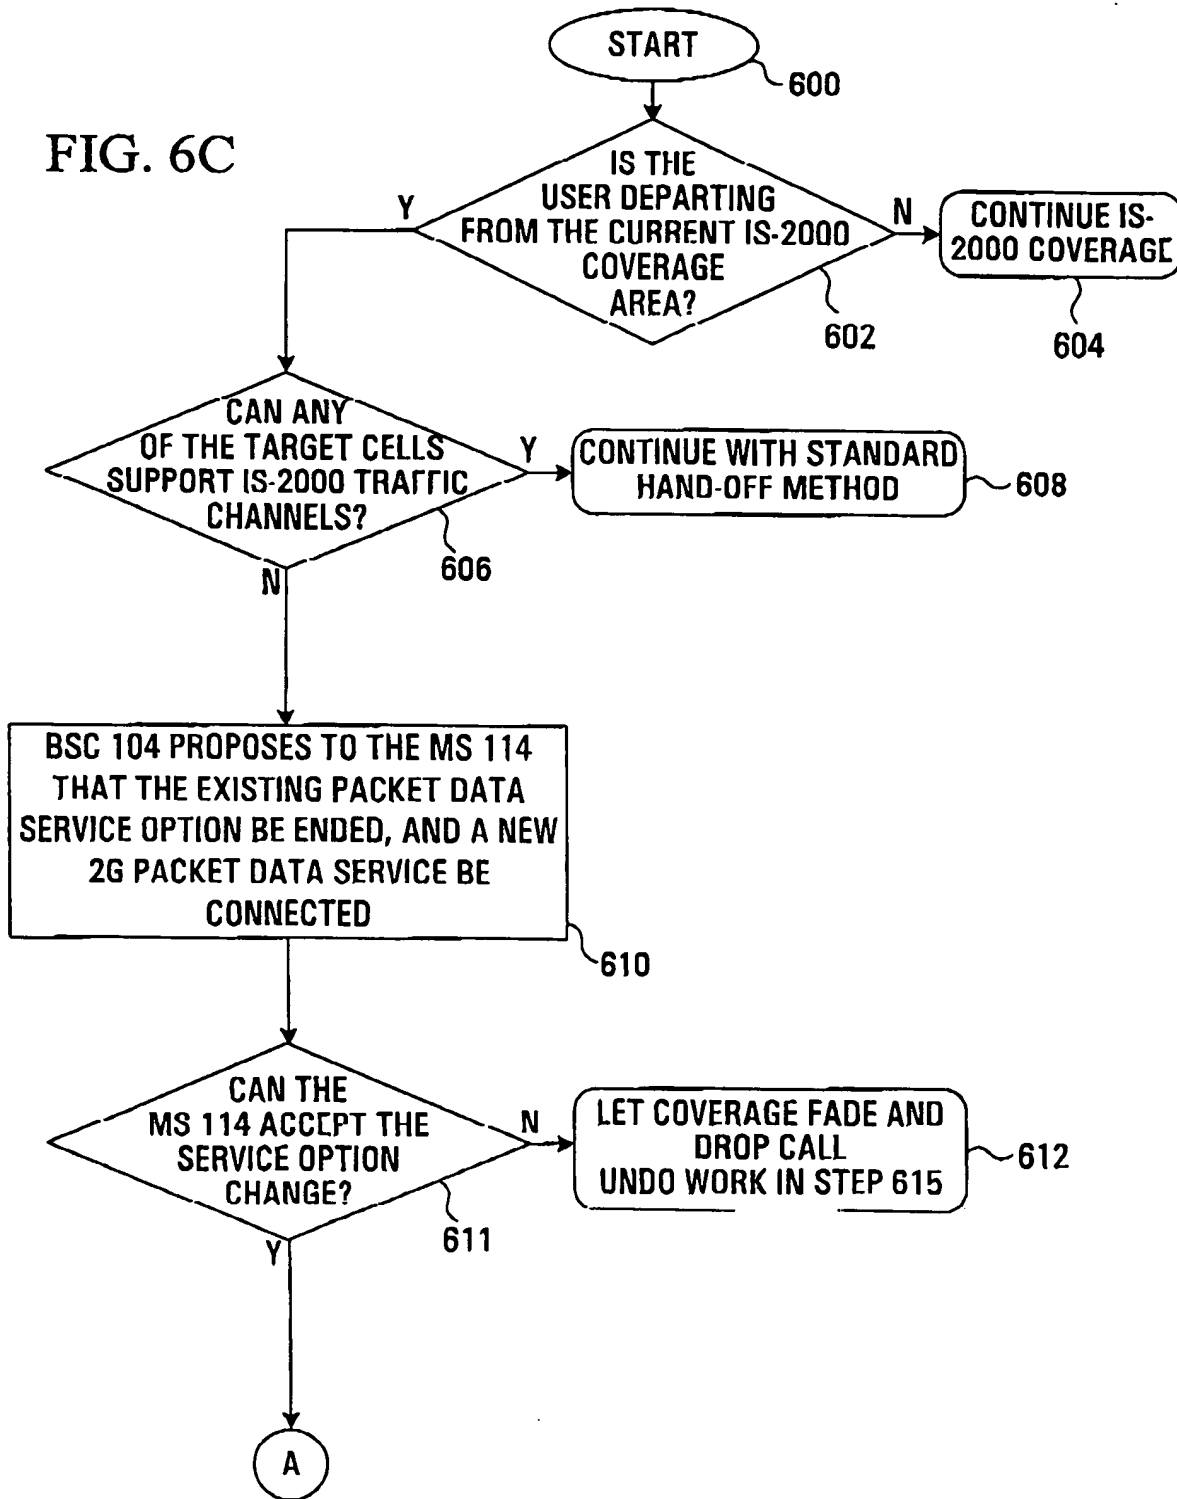 START
600
FIG. 6C
IS THE
USER DEPARTING
FROM THE CURRENT IS-2000
COVERAGE
AREA?
Y
N
602
CONTINUE IS-
2000 COVERAGE
604
CAN ANY
OF THE TARGET CELLS
SUPPORT IS-2000 TRAFFIC
CHANNELS?
Y
N
606
CONTINUE WITH STANDARD
HAND-OFF METHOD
608
BSC 104 PROPOSES TO THE MS 114
THAT THE EXISTING PACKET DATA
SERVICE OPTION BE ENDED, AND A NEW
2G PACKET DATA SERVICE BE
CONNECTED
610
CAN THE
MS 114 ACCEPT THE
SERVICE OPTION
CHANGE?
N
Y
611
LET COVERAGE FADE AND
DROP CALL
UNDO WORK IN STEP 615
612
A